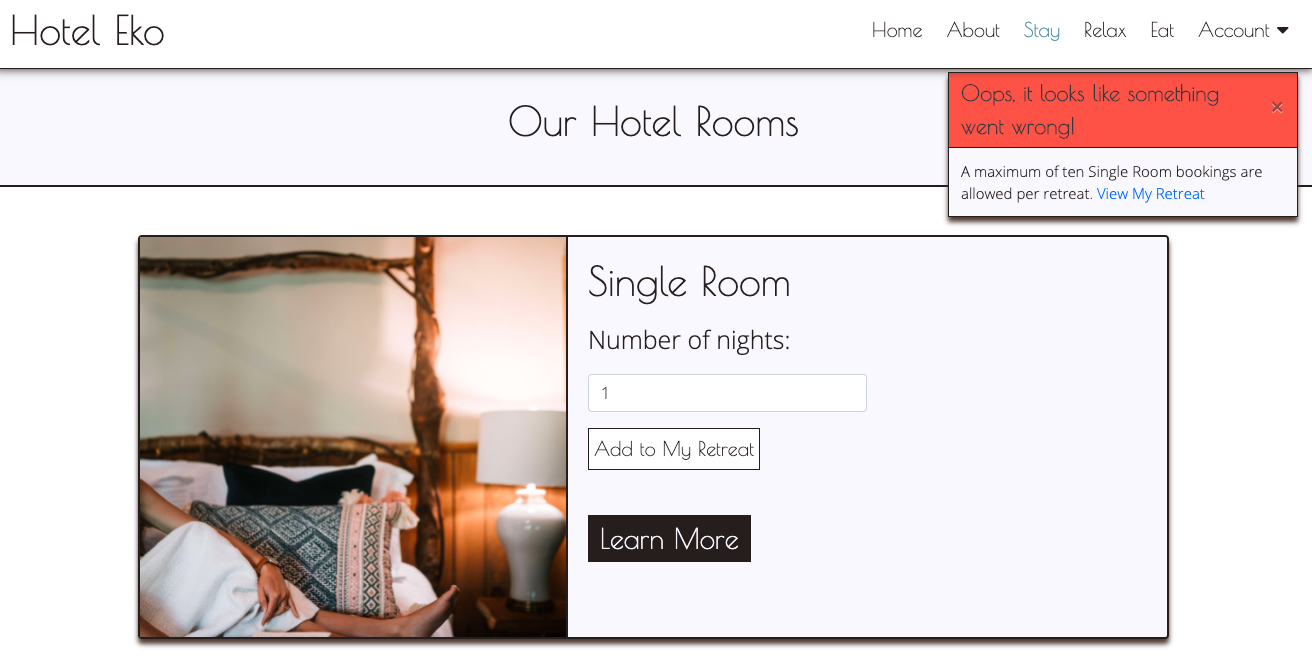 Hotel Eko
Home About Stay Relax Eat Account
Oops, it looks like something
went wrong!
×
A maximum of ten Single Room bookings are
allowed per retreat. View My Retreat
Our Hotel Rooms
Single Room
Number of nights:
1
Add to My Retreat
Learn More